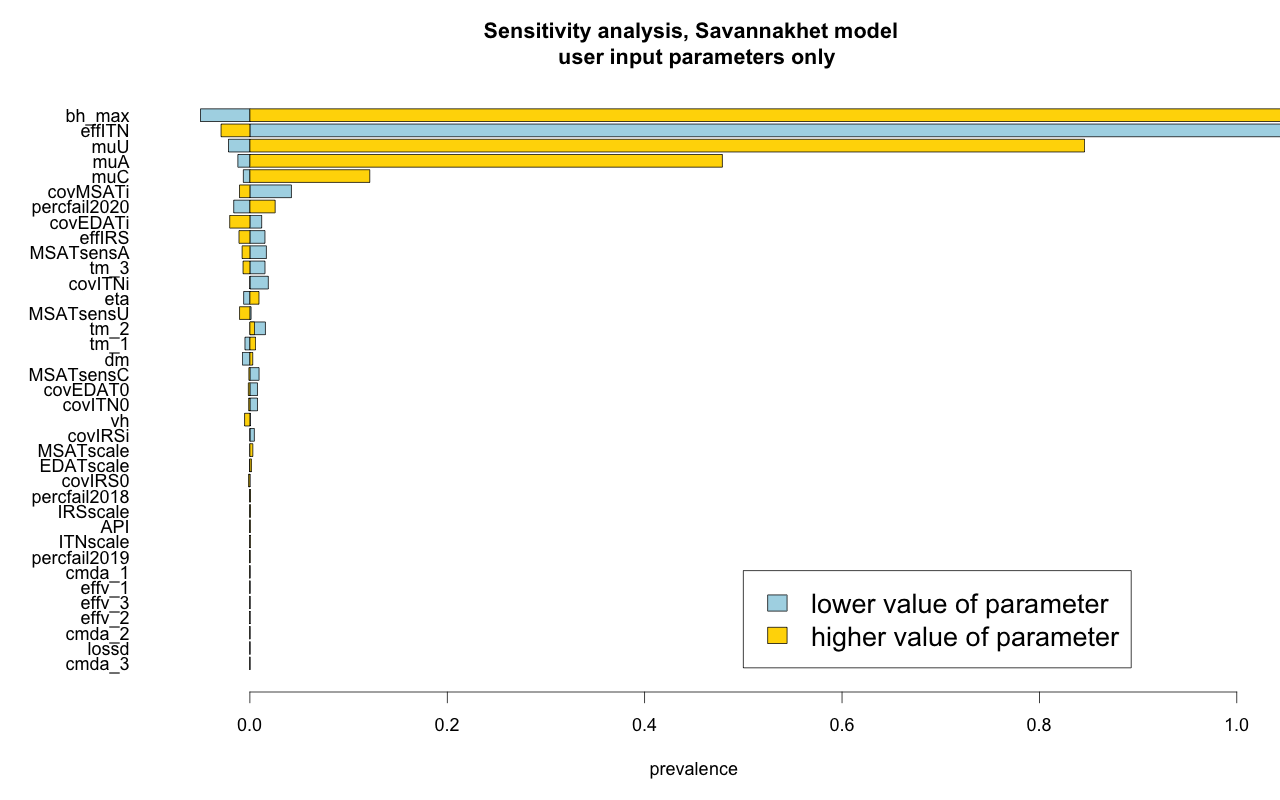 Sensitivity analysis, Savannakhet model
user input parameters only
bh_max
effITN
muU
muA
muC
covMSATi
percfail2020
covEDATi
effIRS
MSATsensA
tm_3
covITNi
eta
MSATsensU
tm_2
tm_1
dm
MSATsensC
covEDAT0
covITN0
vh
covIRSi
MSATscale
EDATscale
covIRS0
percfail2018
IRSscale
API
ITNscale
percfail2019
cmda_1
effv_1
effv_3
effv_2
cmda_2
lossd
cmda_3
lower value of parameter
higher value of parameter
0.0 0.2 0.4 0.6 0.8 1.0
prevalence